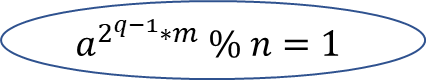 a^{2^{q-1}*m} % n = 1